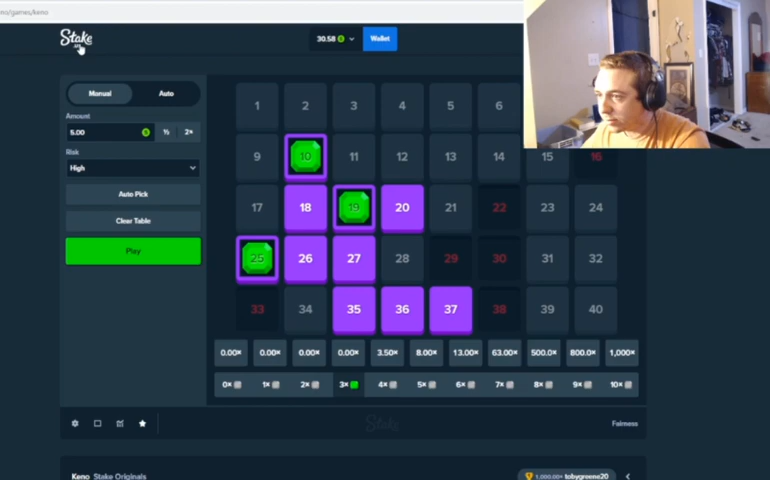 no/games/keno
Stake
30.58 Wallet
Manual Auto
Amount
5.00 ½ 2×
Risk
High
Auto Pick
Clear Table
Play
1 2 3 4 5 6
9 10 11 12 13 14 15 16
17 18 19 20 21 22 23 24
25 26 27 28 29 30 31 32
33 34 35 36 37 38 39 40
0.00× 0.00× 0.00× 0.00× 3.50× 8.00× 13.00× 63.00× 500.0× 800.0× 1,000×
0× 1× 2× 3× 4× 5× 6× 7× 8× 9× 10×
Stake
Fairness
Keno Stake Originals
1,000.00× tobygreene20